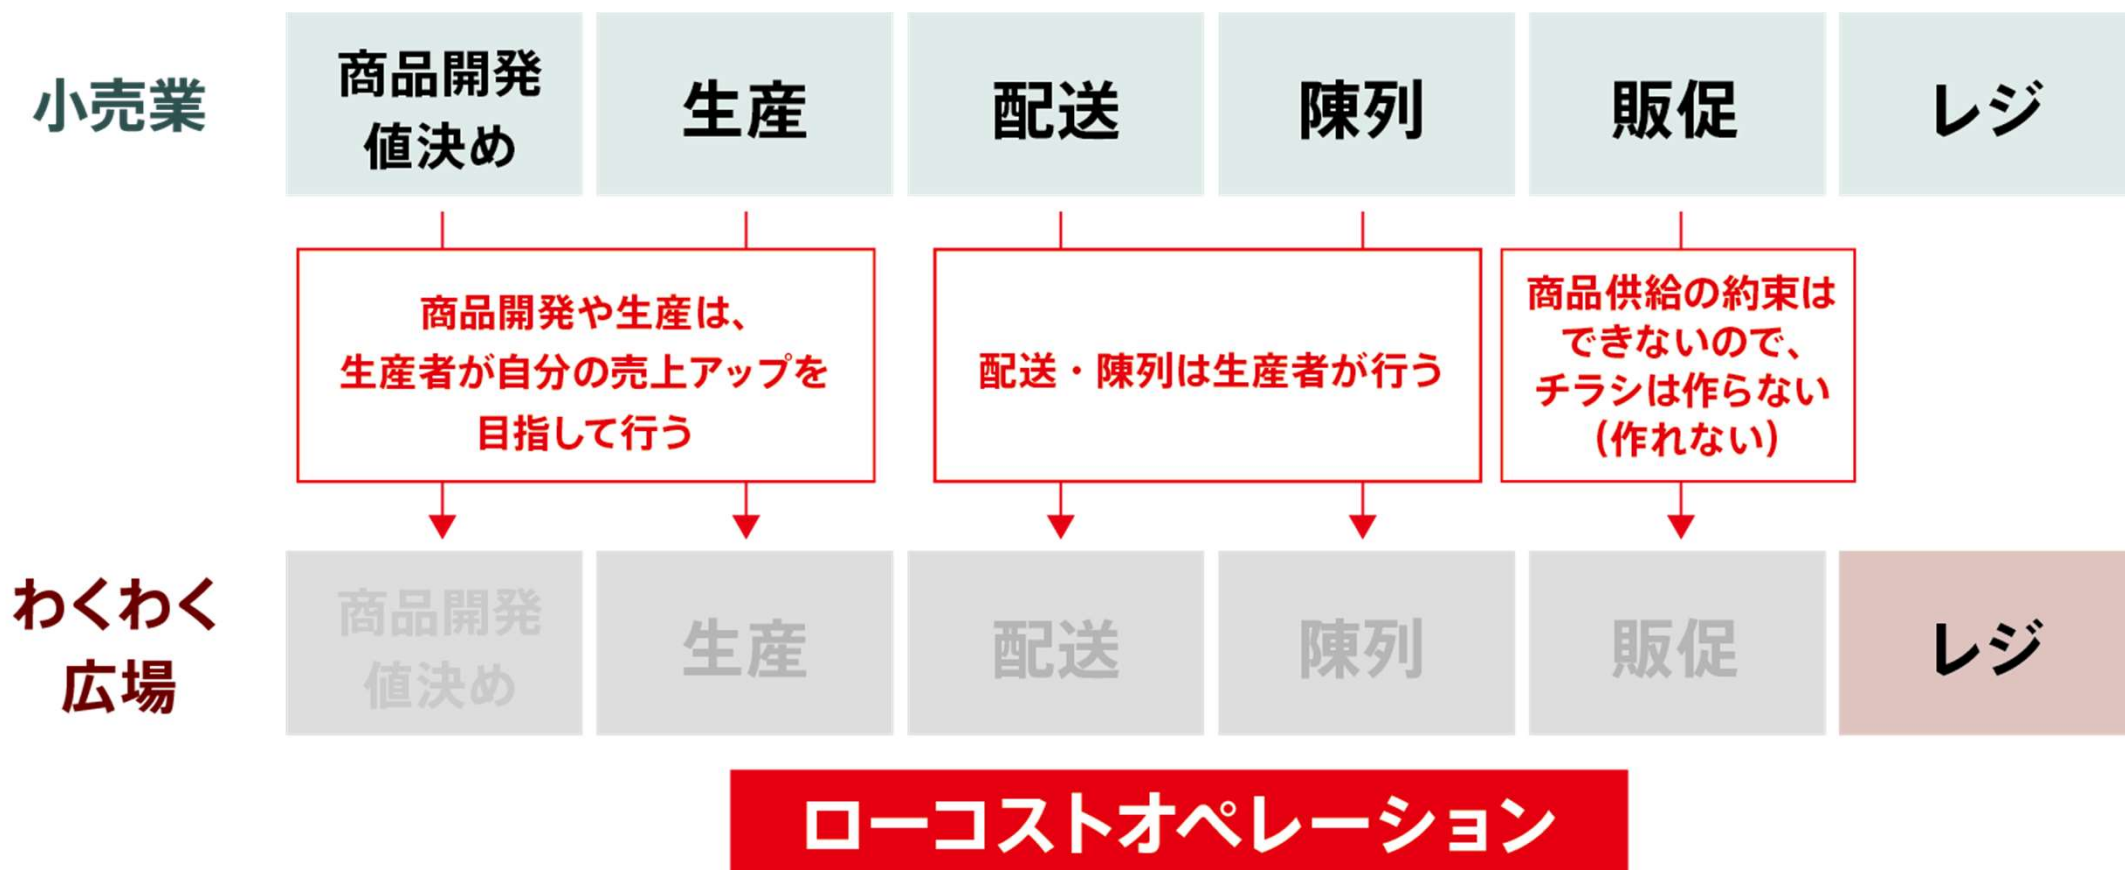 小売業
商品開発
値決め
生産
配送
陳列
販促
レジ
商品開発や生産は、
生産者が自分の売上アップを
目指して行う
配送・陳列は生産者が行う
商品供給の約束は
できないので、
チラシは作らない
(作れない)
わくわく
広場
商品開発
値決め
生産
配送
陳列
販促
レジ
ローコストオペレーション